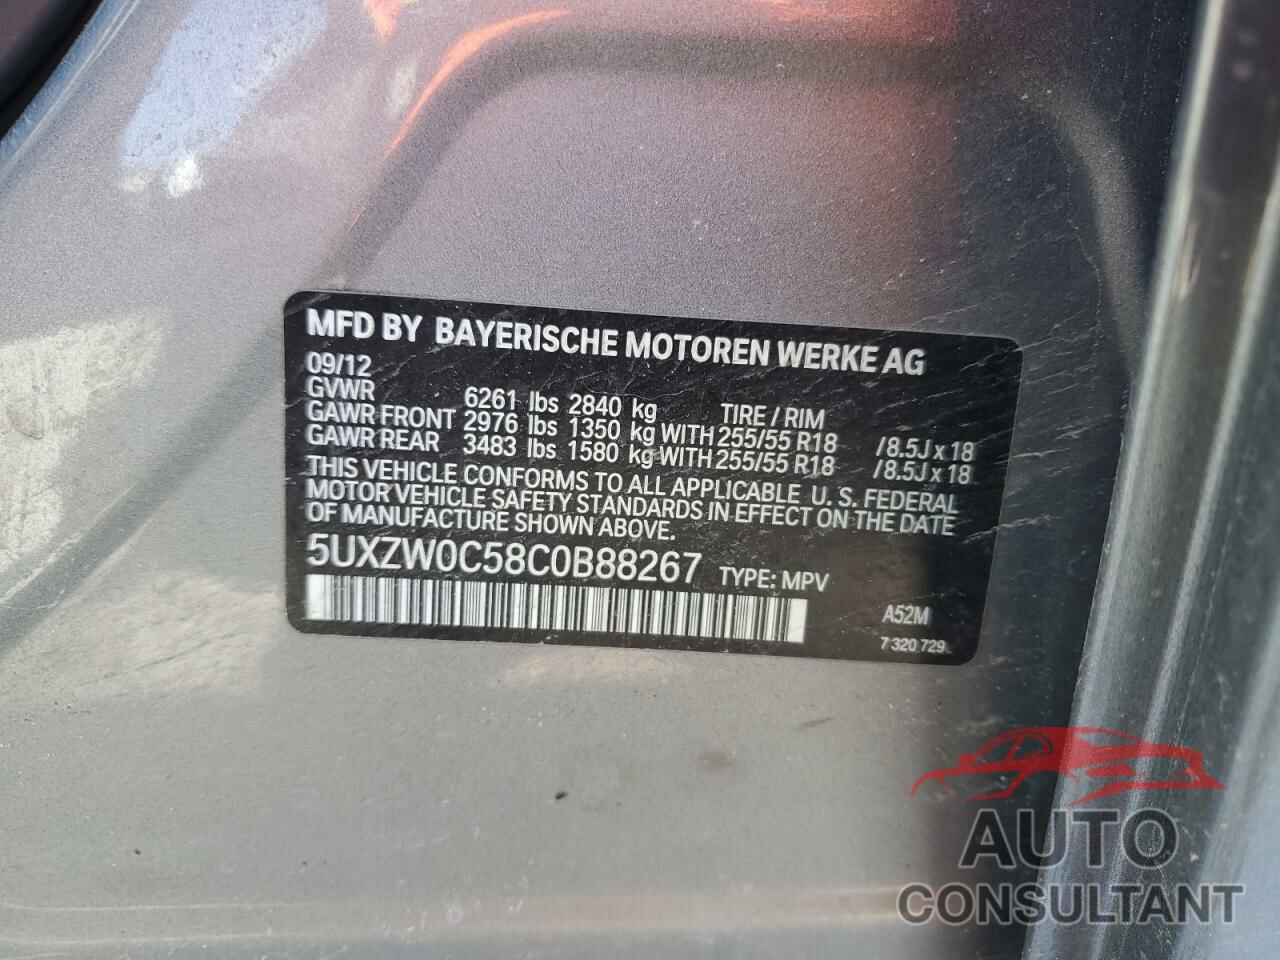 MFD BY BAYERISCHE MOTOREN WERKE AG
09/12
GVWR 6261 lbs 2840 kg TIRE / RIM
GAWR FRONT 2976 lbs 1350 kg WITH 255/55 R18 /8.5J x 18
GAWR REAR 3483 lbs 1580 kg WITH 255/55 R18 /8.5J x 18
THIS VEHICLE CONFORMS TO ALL APPLICABLE U. S. FEDERAL
MOTOR VEHICLE SAFETY STANDARDS IN EFFECT ON THE DATE
OF MANUFACTURE SHOWN ABOVE.
5UXZW0C58C0B88267 TYPE: MPV
A52M
7 320 729
AUTO
CONSULTANT